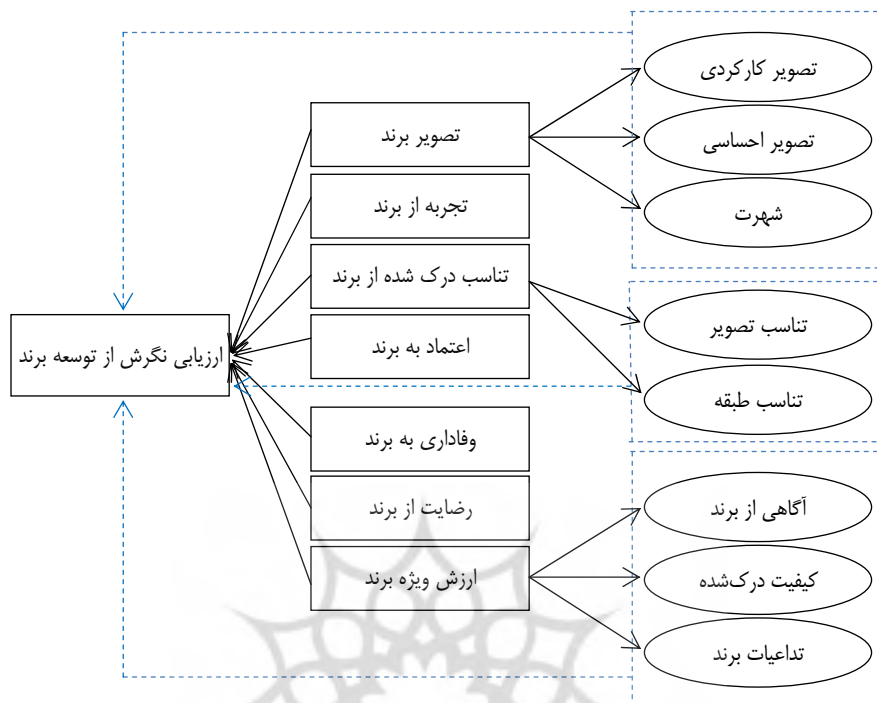 تصویر کارکردی
تصویر احساسی
شهرت
تناسب تصویر
تناسب طبقه
آگاهی از برند
کیفیت درک‌شده
تداعیات برند
تصویر برند
تجربه از برند
تناسب درک شده از برند
اعتماد به برند
وفاداری به برند
رضایت از برند
ارزش ویژه برند
ارزیابی نگرش از توسعه برند